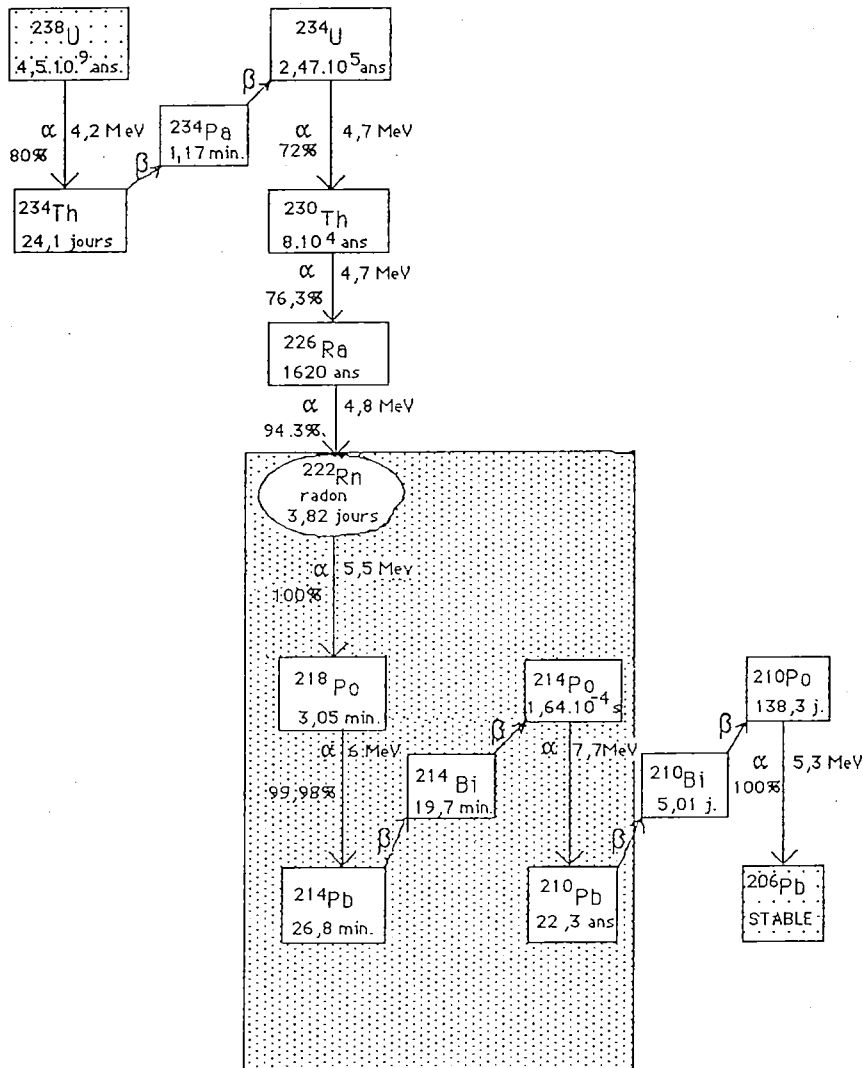 ²³⁸U
4,5.10.⁹ ans.
²³⁴U
2,47.10⁵ ans
β
²³⁴Pa
1,17 min.
α 4,2 MeV
80%
β
α 4,7 MeV
72%
²³⁴Th
24,1 jours
²³⁰Th
8.10⁴ ans
α 4,7 MeV
76,3%
²²⁶Ra
1620 ans
α 4,8 MeV
94.3%.
²²²Rn
radon
3,82 jours
α 5,5 MeV
100%
²¹⁸Po
3,05 min.
²¹⁴Po
1,64.10⁻⁴ s
²¹⁰Po
138,3 j.
α 6 MeV
99,98%
β
²¹⁴Bi
19,7 min.
β
α 7,7MeV
β
²¹⁰Bi
5,01 j.
β
α 5,3 MeV
100%
²¹⁴Pb
26,8 min.
²¹⁰Pb
22,3 ans
²⁰⁶Pb
STABLE